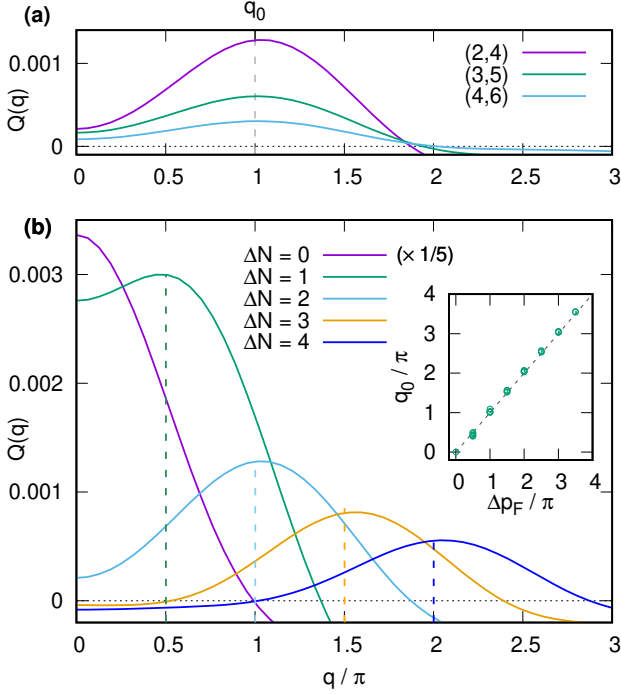 (a)
q0
Q(q)
0.001
0
(2,4)
(3,5)
(4,6)
0 0.5 1 1.5 2 2.5 3
(b)
Q(q)
0.003
0.002
0.001
0
ΔN = 0 (× 1/5)
ΔN = 1
ΔN = 2
ΔN = 3
ΔN = 4
q0 / π
4
3
2
1
0
0 1 2 3 4
ΔpF / π
0 0.5 1 1.5 2 2.5 3
q / π